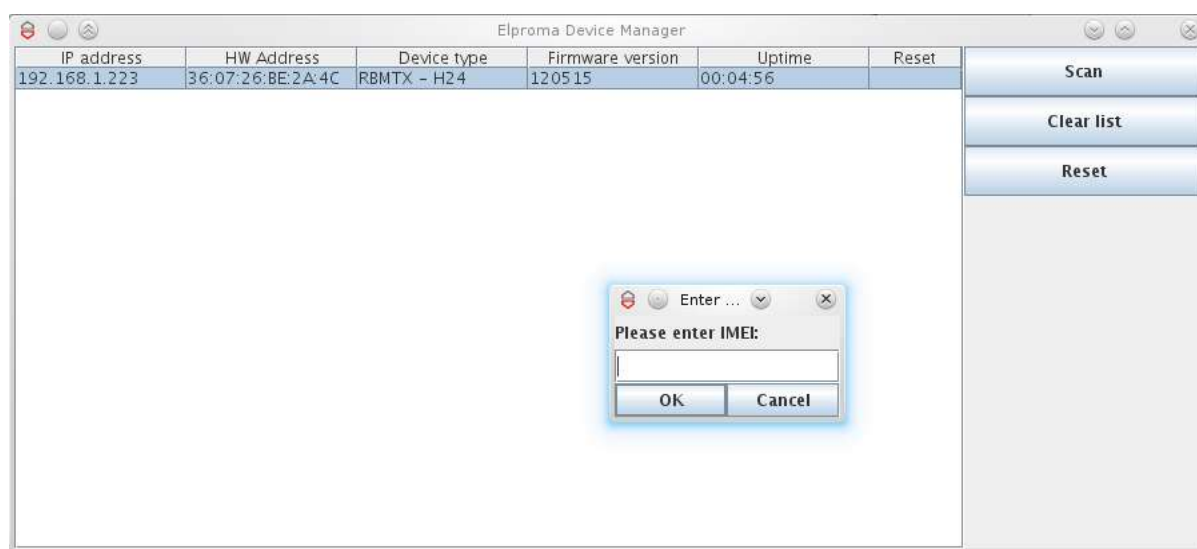 Elproma Device Manager
IP address HW Address Device type Firmware version Uptime Reset
192.168.1.223 36:07:26:BE:2A:4C RBMTX - H24 120515 00:04:56
Scan
Clear list
Reset
Enter ...
Please enter IMEI:
OK Cancel